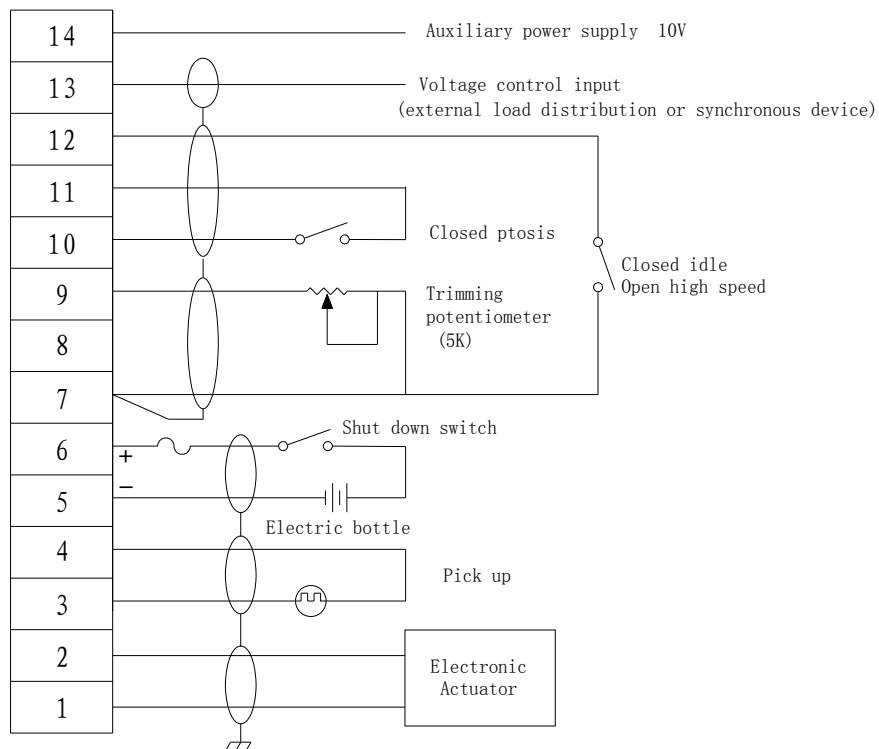 14
Auxiliary power supply 10V
13
Voltage control input
(external load distribution or synchronous device)
12
11
10
Closed ptosis
Closed idle
Open high speed
9
Trimming
potentiometer
(5K)
8
7
Shut down switch
6
+
−
5
Electric bottle
4
Pick up
3
2
Electronic
Actuator
1